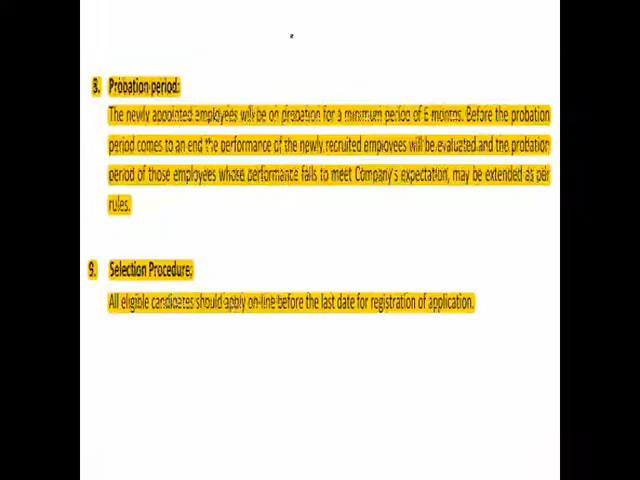 8. Probation period:
The newly appointed employees will be on probation for a minimum period of 6 months. Before the probation
period comes to an end the performance of the newly recruited employees will be evaluated and the probation
period of those employees whose performance fails to meet Company's expectation, may be extended as per
rules.
9. Selection Procedure:
All eligible candidates should apply on-line before the last date for registration of application.